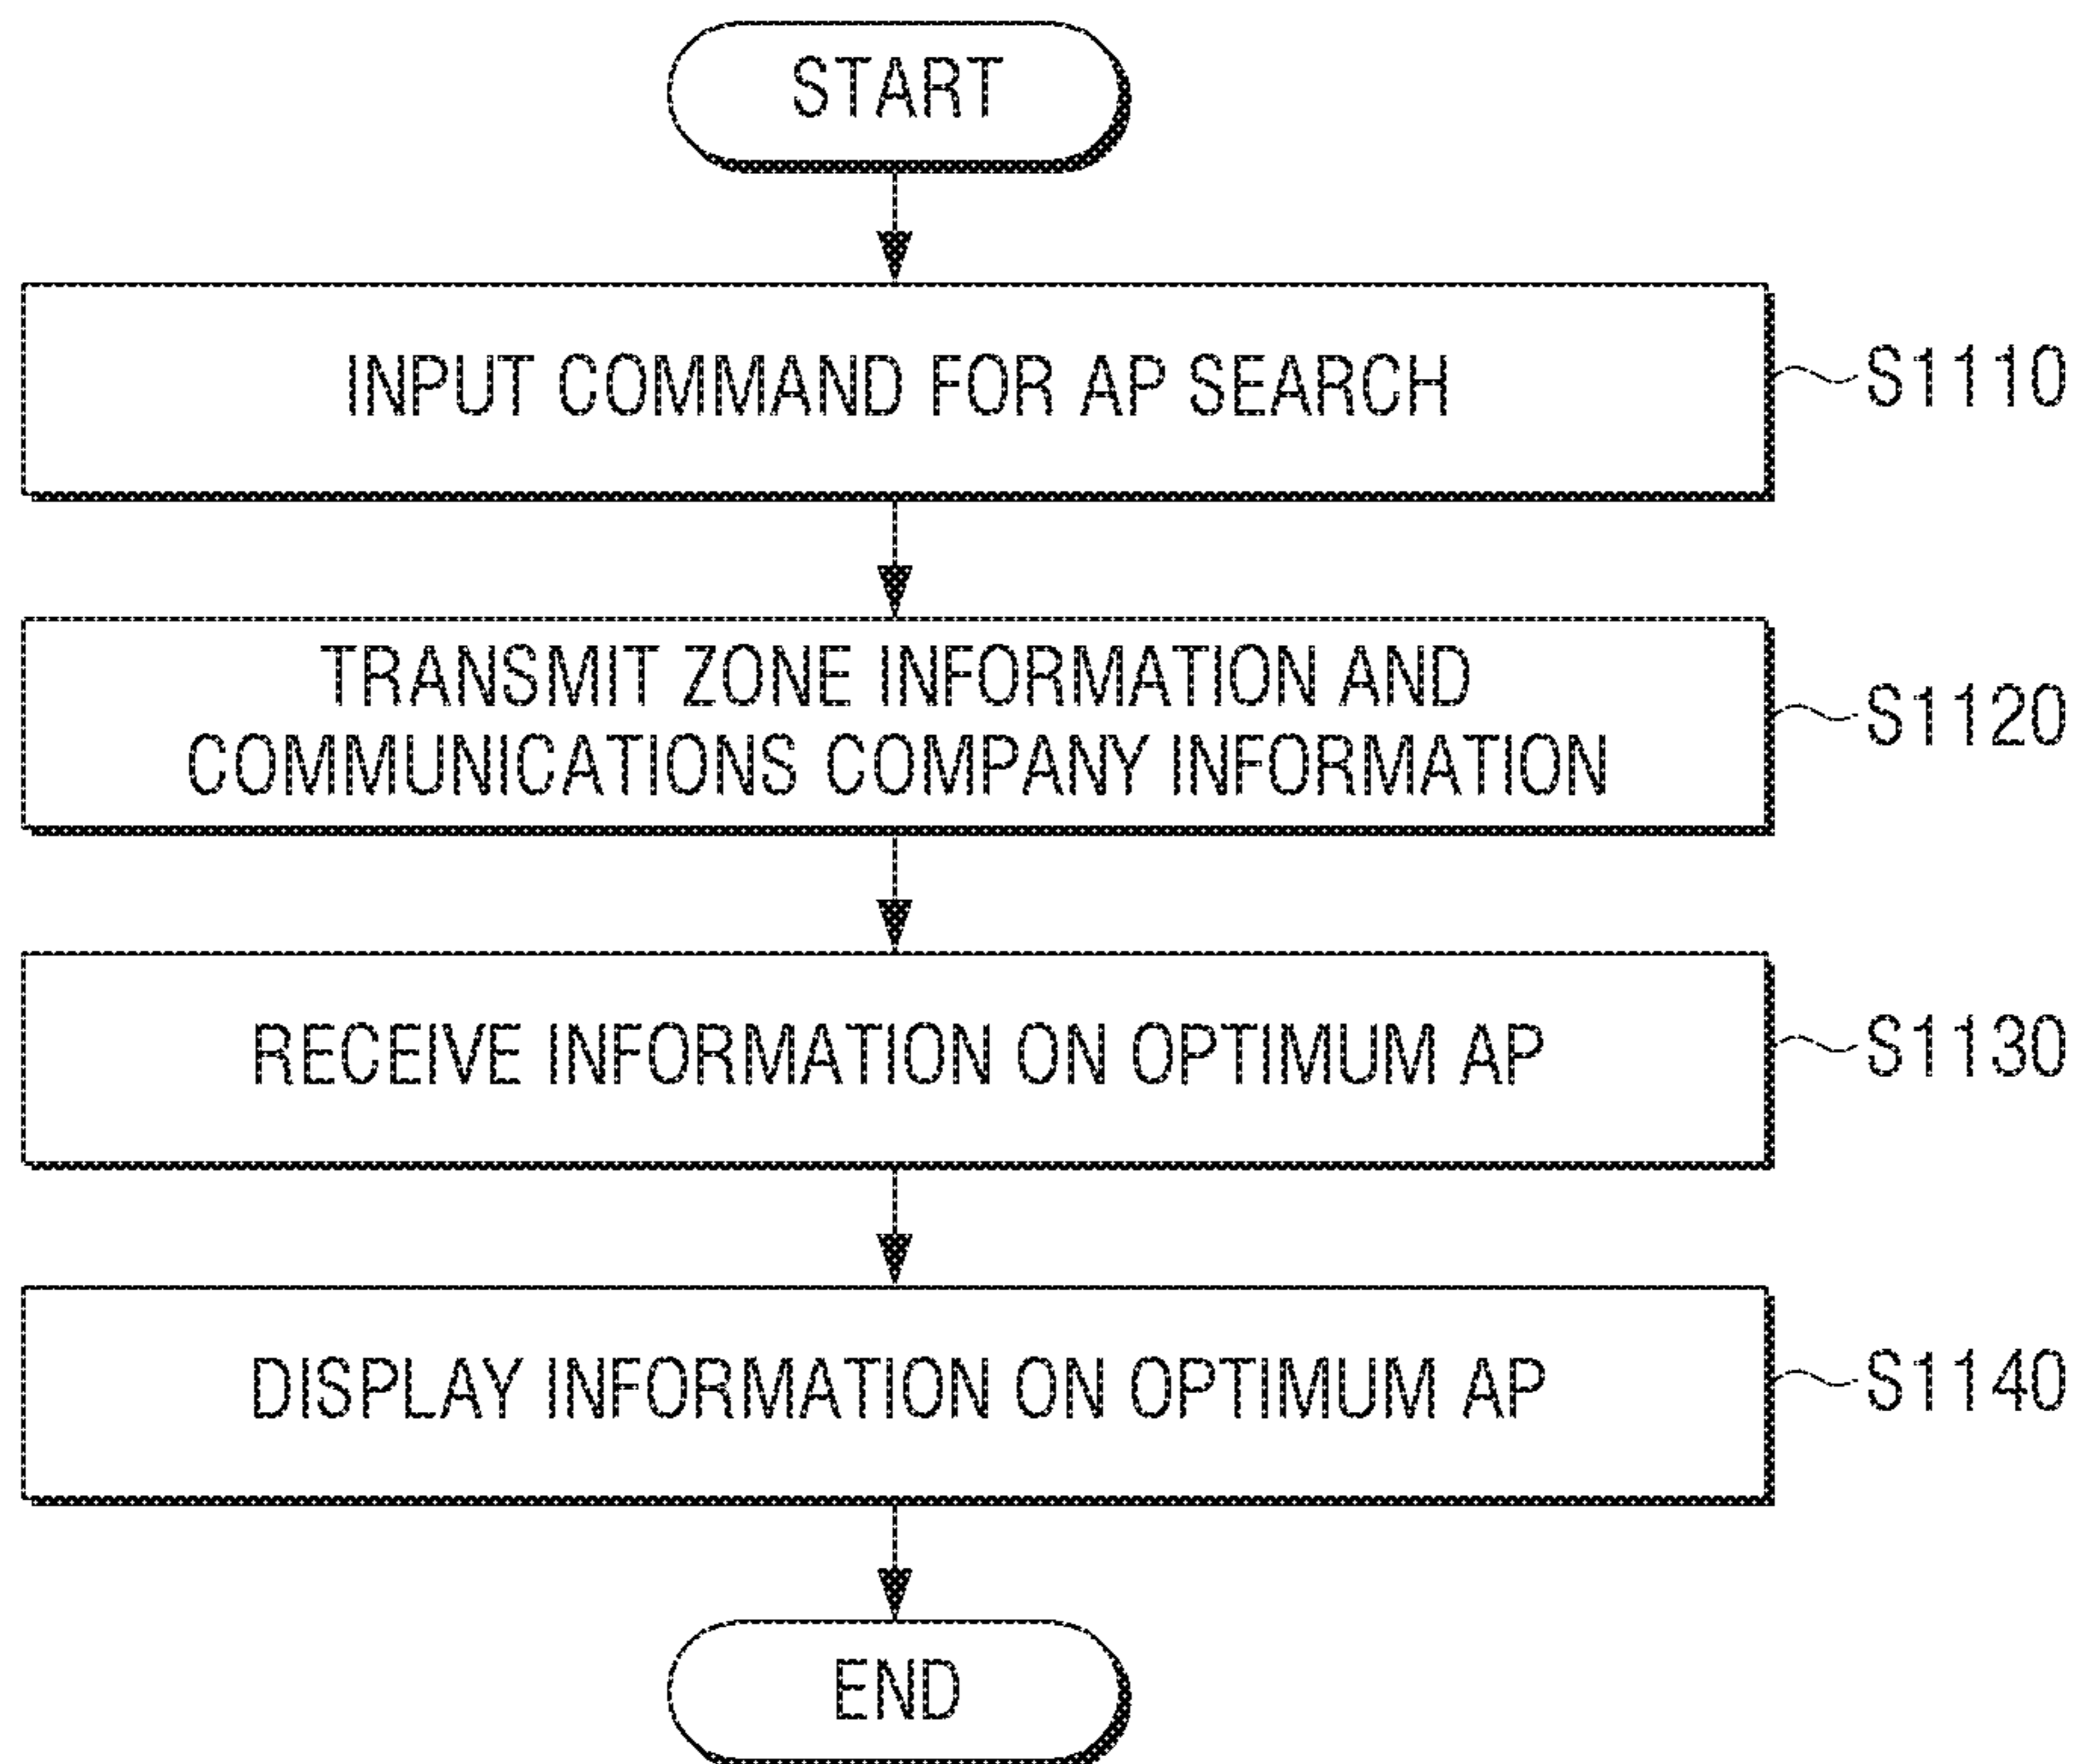 START
INPUT COMMAND FOR AP SEARCH
S1110
TRANSMIT ZONE INFORMATION AND
COMMUNICATIONS COMPANY INFORMATION
S1120
RECEIVE INFORMATION ON OPTIMUM AP
S1130
DISPLAY INFORMATION ON OPTIMUM AP
S1140
END